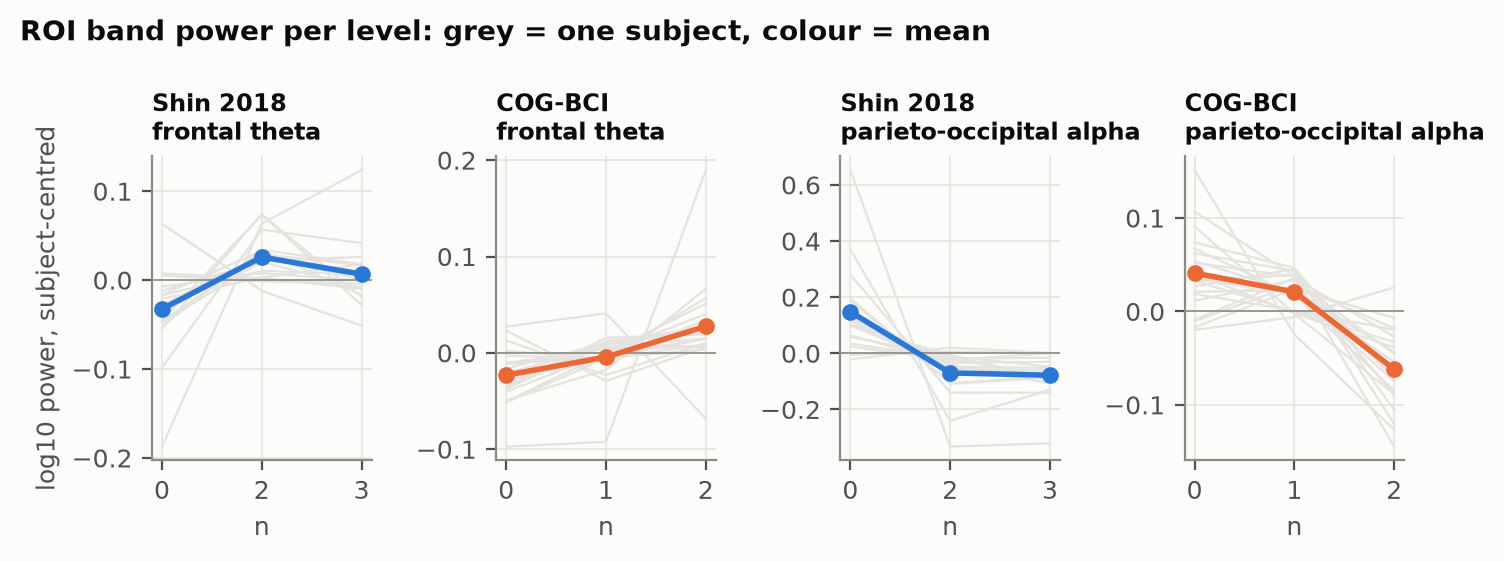 ROI band power per level: grey = one subject, colour = mean
Shin 2018
frontal theta
COG-BCI
frontal theta
Shin 2018
parieto-occipital alpha
COG-BCI
parieto-occipital alpha
log10 power, subject-centred
0.1
0.0
−0.1
−0.2
0 2 3
n
0.2
0.1
0.0
−0.1
0 1 2
n
0.6
0.4
0.2
0.0
−0.2
0 2 3
n
0.1
0.0
−0.1
0 1 2
n